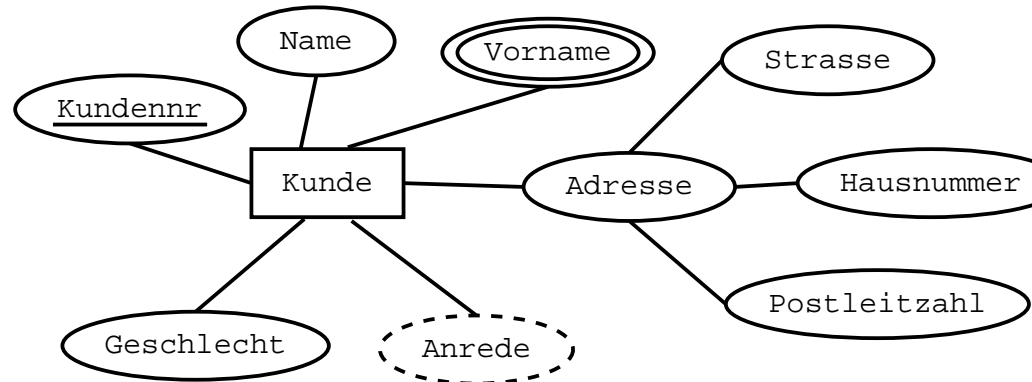 Name
Vorname
Strasse
Kundennr
Kunde
Adresse
Hausnummer
Postleitzahl
Geschlecht
Anrede